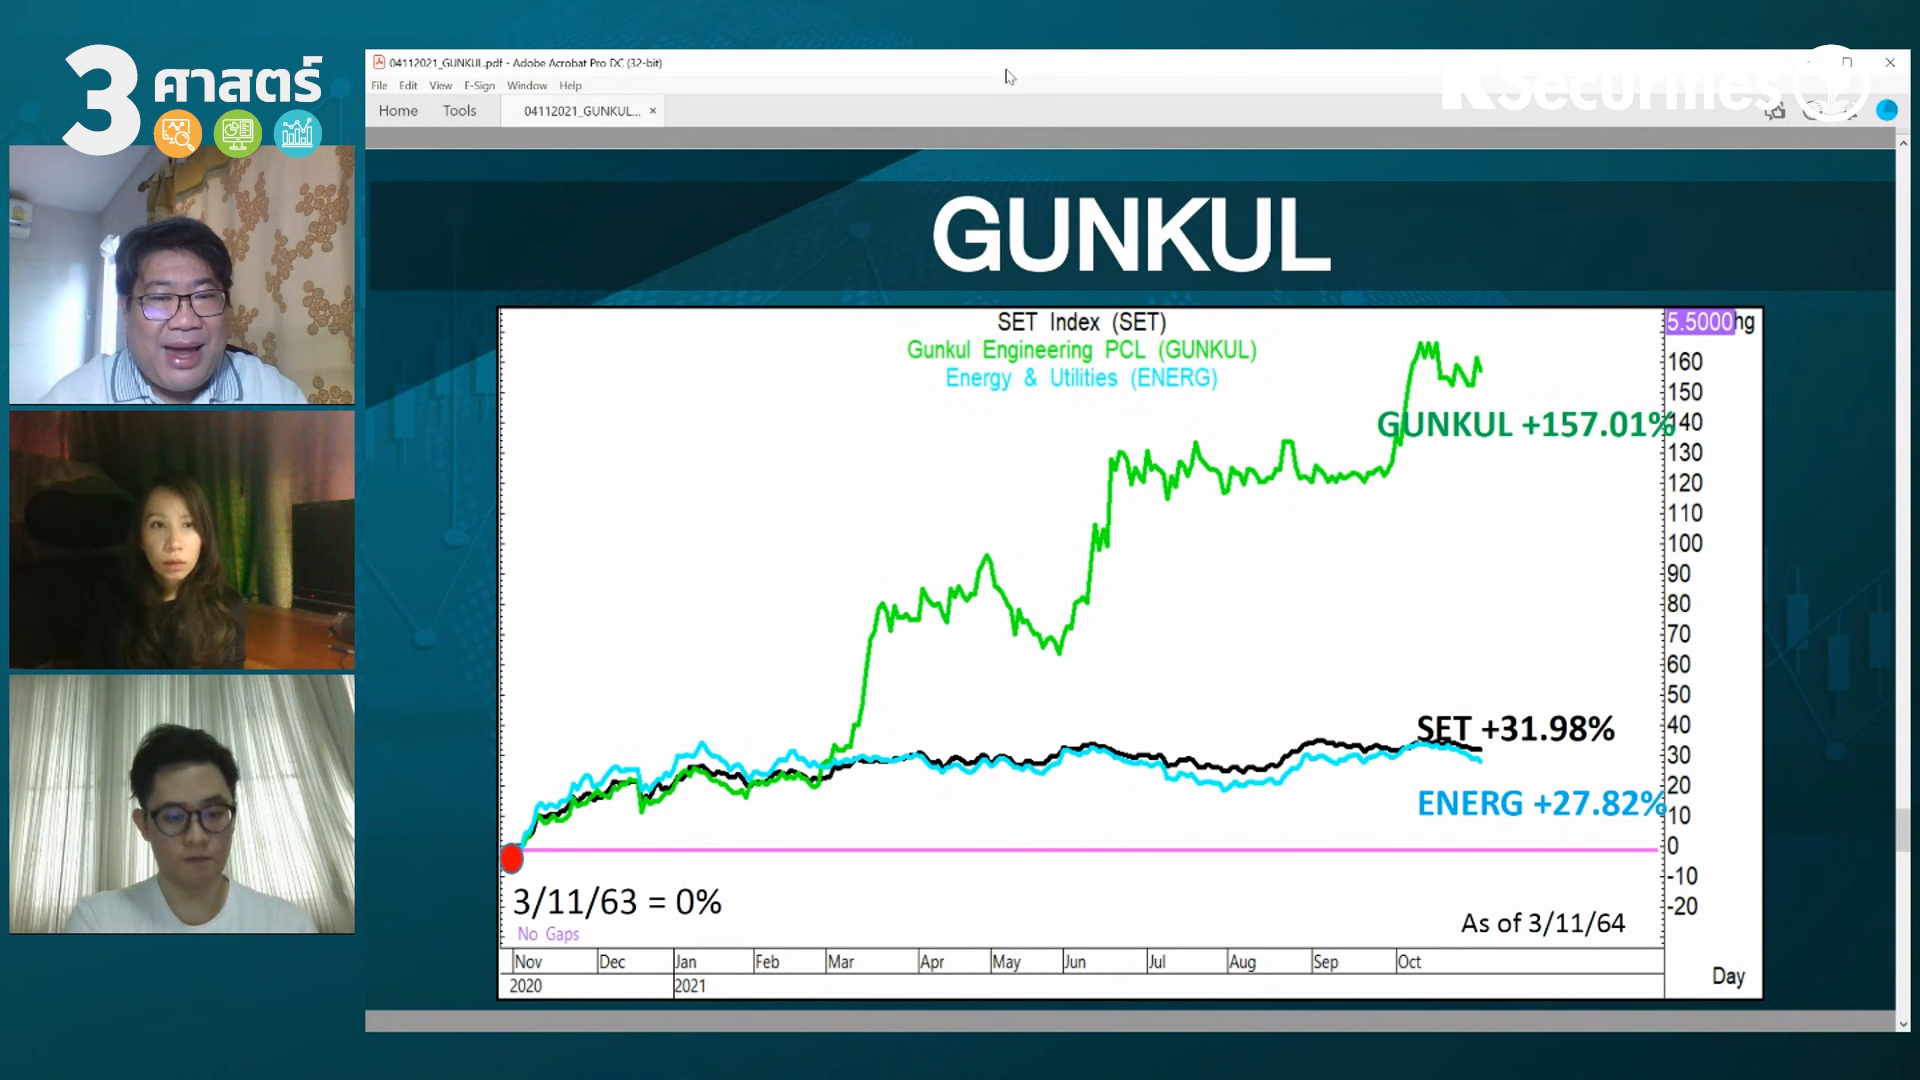 3 ศาสตร์
04112021_GUNKUL.pdf - Adobe Acrobat Pro DC (32-bit)
File Edit View E-Sign Window Help
Home Tools 04112021_GUNKUL... ×
KSecurities
GUNKUL
SET Index (SET)
Gunkul Engineering PCL (GUNKUL)
Energy & Utilities (ENERG)
5.5000hg
160
150
GUNKUL +157.01%
140
130
120
110
100
90
80
70
60
50
40
SET +31.98%
30
20
ENERG +27.82%
10
0
-10
-20
3/11/63 = 0%
No Gaps
As of 3/11/64
Nov Dec Jan Feb Mar Apr May Jun Jul Aug Sep Oct
2020 2021
Day